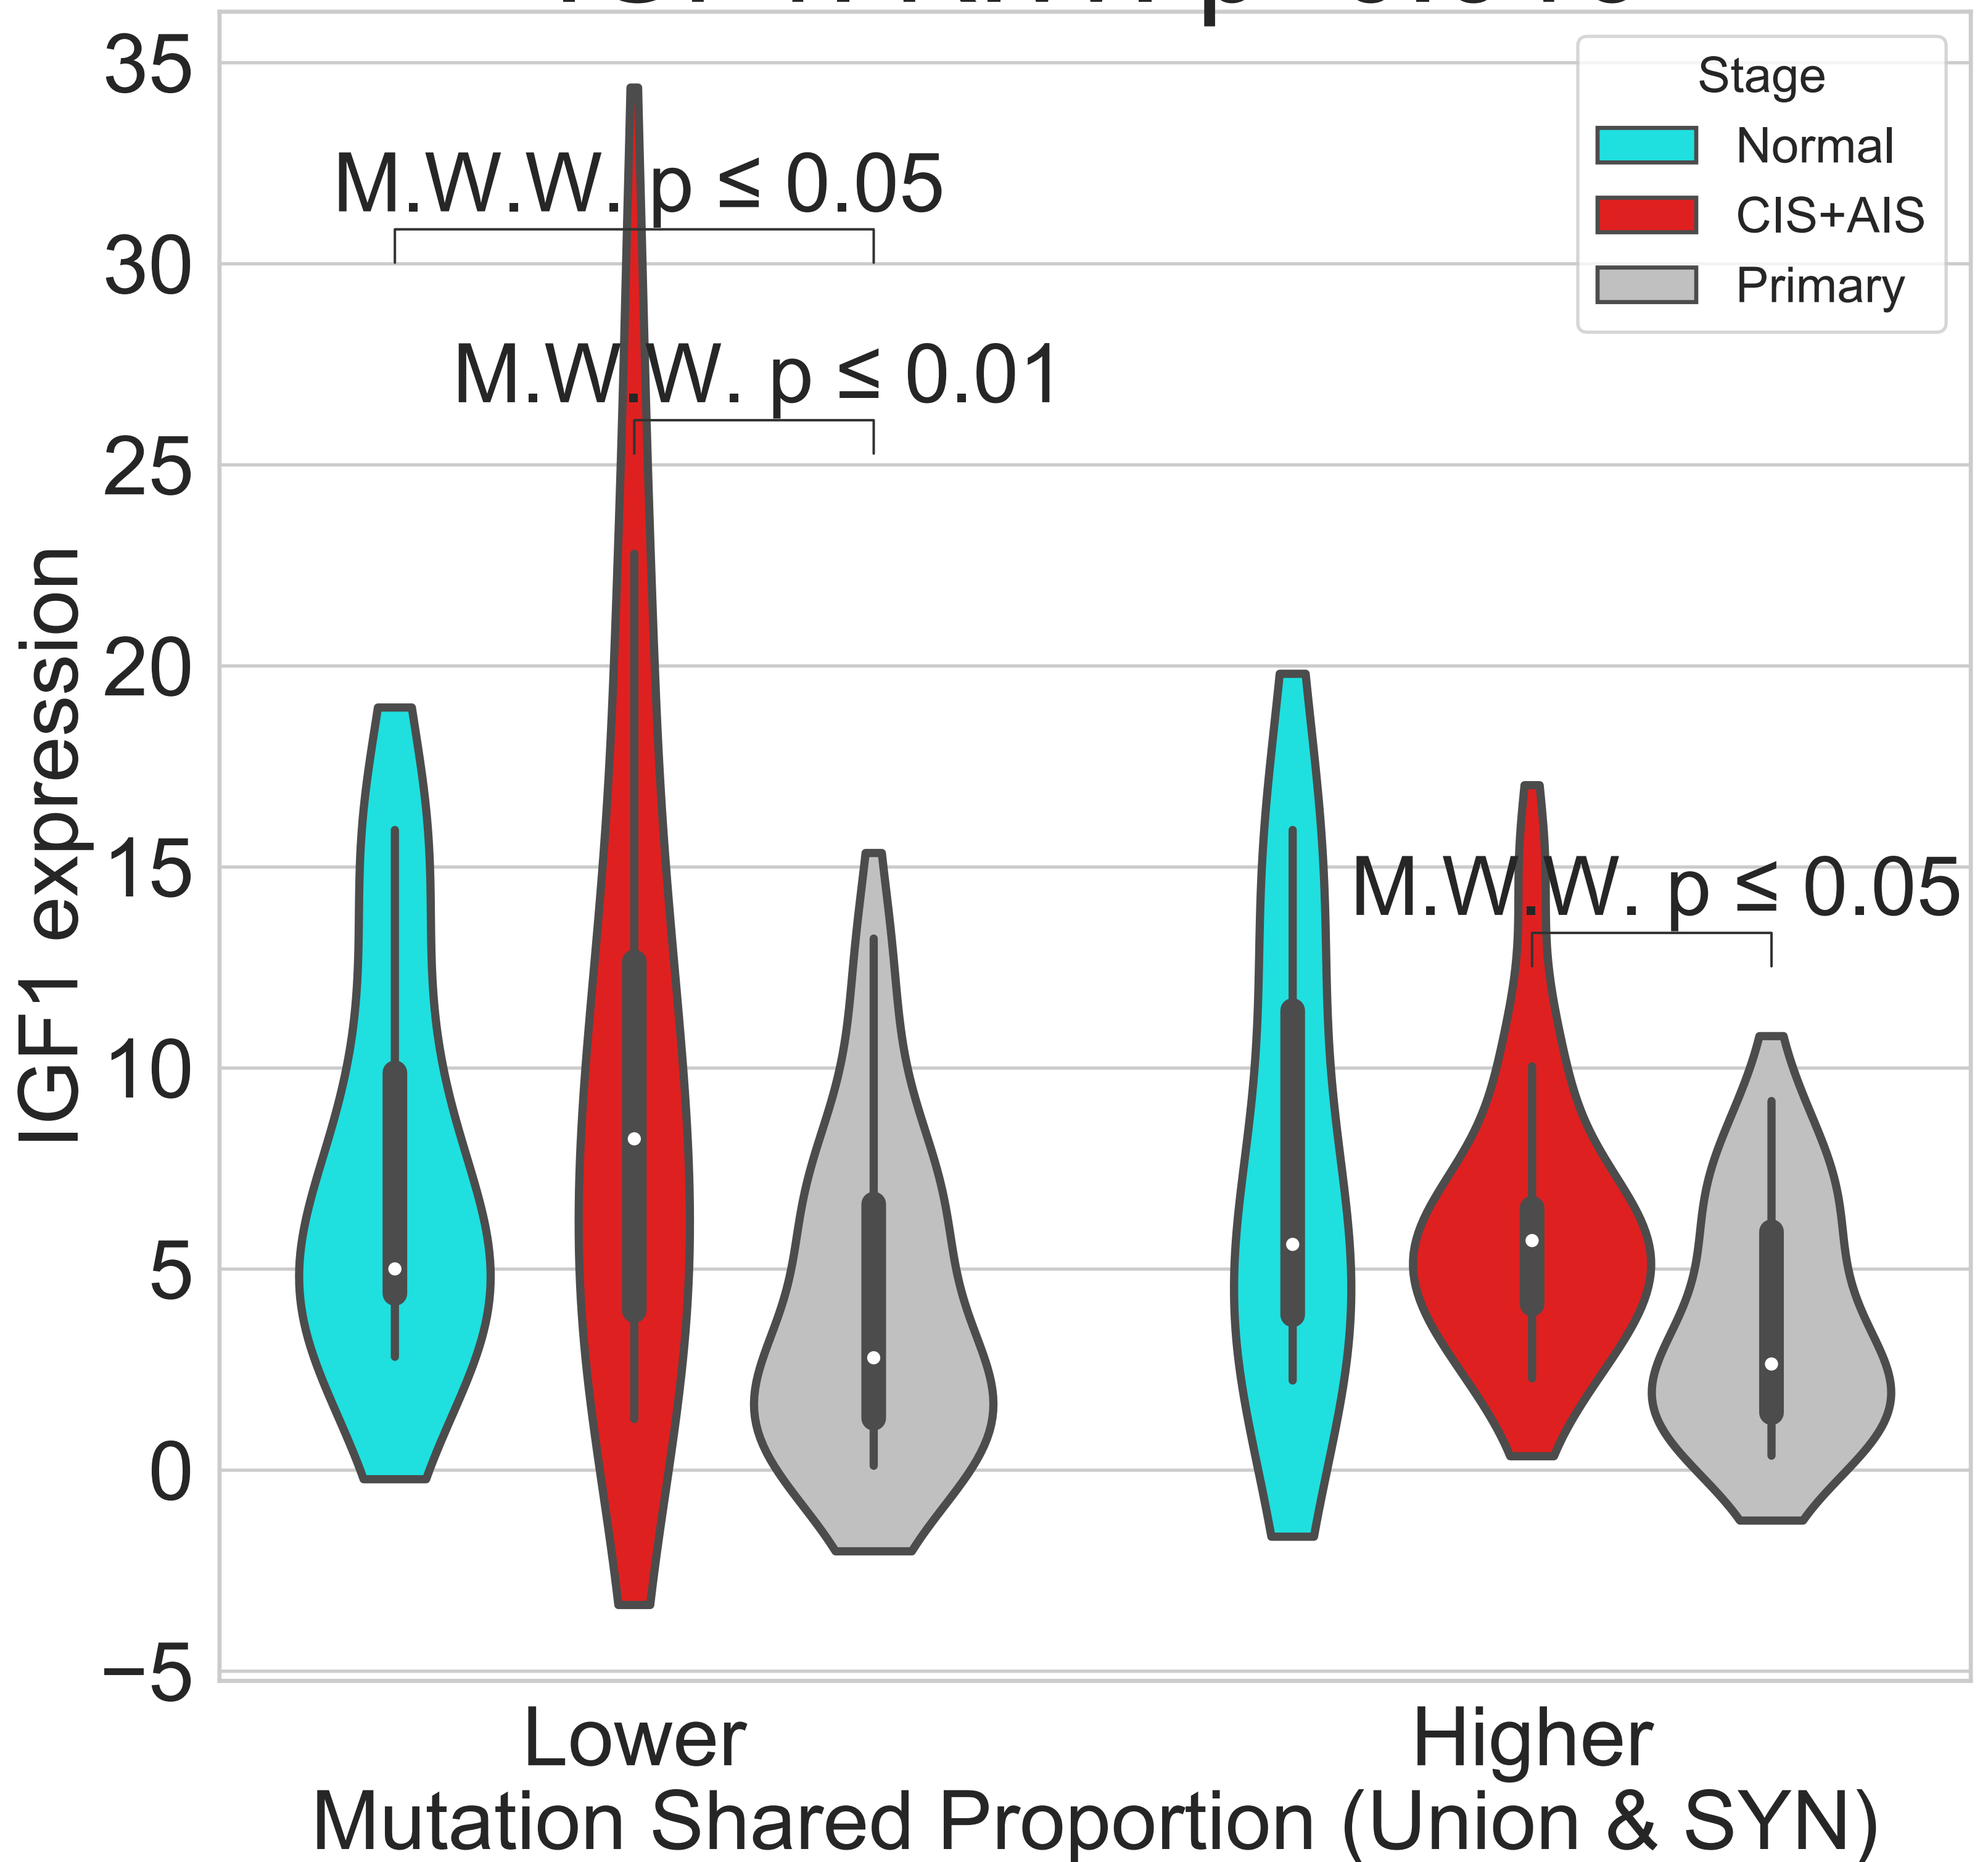 35
Stage
Normal
CIS+AIS
Primary
M.W.W. p ≤ 0.05
30
M.W.W. p ≤ 0.01
25
20
15
M.W.W. p ≤ 0.05
10
5
0
−5
IGF1 expression
Lower
Higher
Mutation Shared Proportion (Union & SYN)